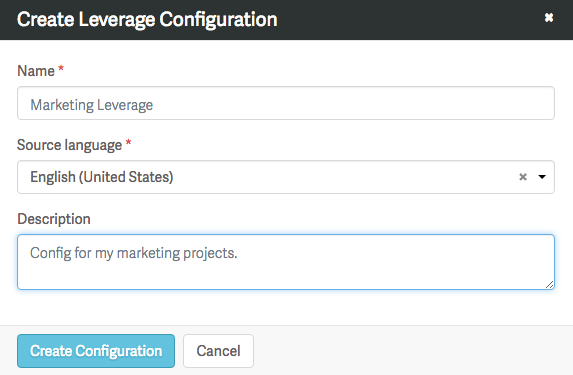 Create Leverage Configuration
Name *
Marketing Leverage
Source language *
English (United States)
Description
Config for my marketing projects.
Create Configuration
Cancel